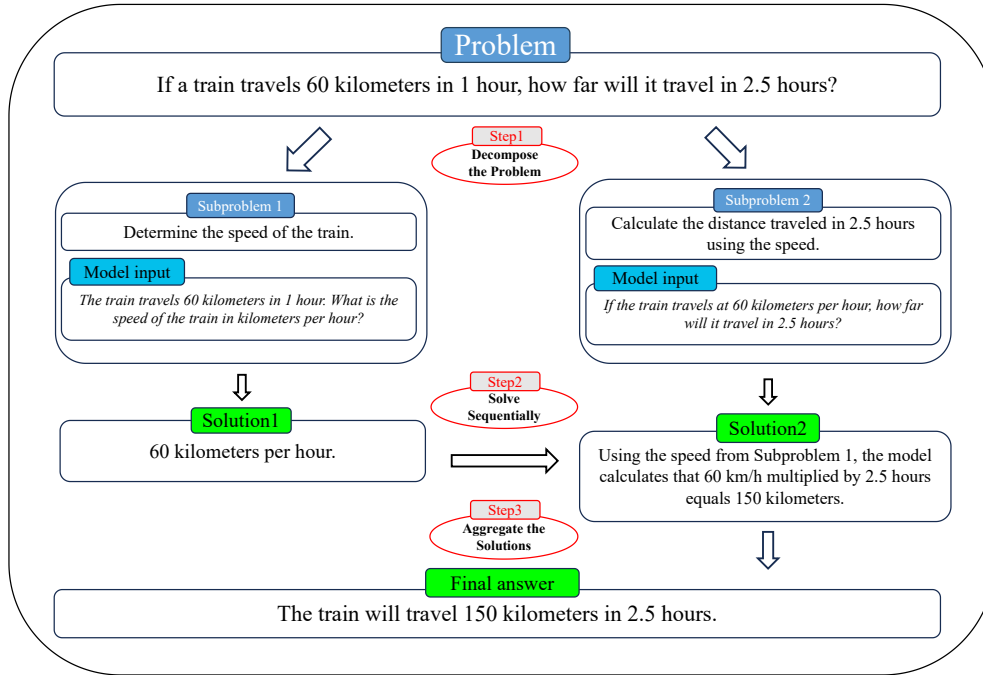 Problem
If a train travels 60 kilometers in 1 hour, how far will it travel in 2.5 hours?
Step1
Decompose
the Problem
Subproblem 1
Determine the speed of the train.
Model input
The train travels 60 kilometers in 1 hour. What is the
speed of the train in kilometers per hour?
Subproblem 2
Calculate the distance traveled in 2.5 hours
using the speed.
Model input
If the train travels at 60 kilometers per hour, how far
will it travel in 2.5 hours?
Step2
Solve
Sequentially
Solution1
60 kilometers per hour.
Solution2
Using the speed from Subproblem 1, the model
calculates that 60 km/h multiplied by 2.5 hours
equals 150 kilometers.
Step3
Aggregate the
Solutions
Final answer
The train will travel 150 kilometers in 2.5 hours.